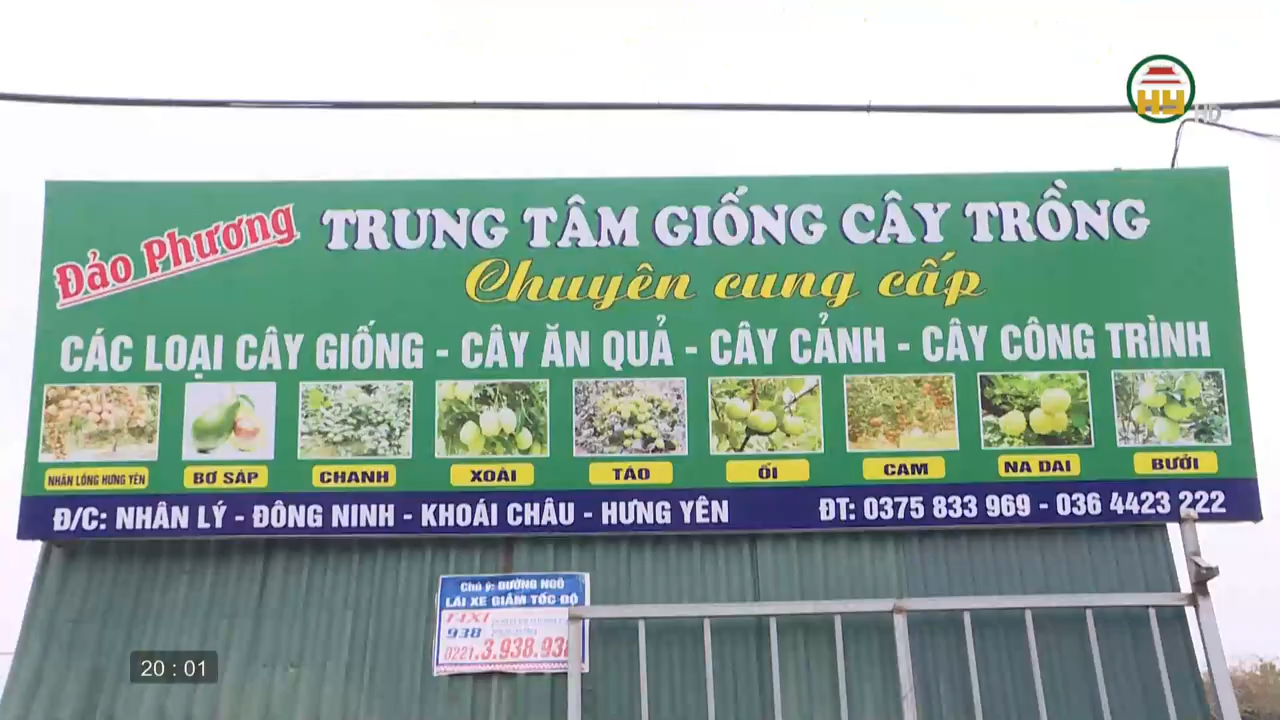 HY HD
Đảo Phương
TRUNG TÂM GIỐNG CÂY TRỒNG
Chuyên cung cấp
CÁC LOẠI CÂY GIỐNG - CÂY ĂN QUẢ - CÂY CẢNH - CÂY CÔNG TRÌNH
NHÃN LỒNG HƯNG YÊN BƠ SÁP CHANH XOÀI TÁO ỔI CAM NA DAI BƯỞI
Đ/C: NHÂN LÝ - ĐÔNG NINH - KHOÁI CHÂU - HƯNG YÊN ĐT: 0375 833 969 - 036 4423 222
Chú ý: ĐƯỜNG NGÕ
LÁI XE GIẢM TỐC ĐỘ
TAXI
938
0221.3.938.938
20 : 01